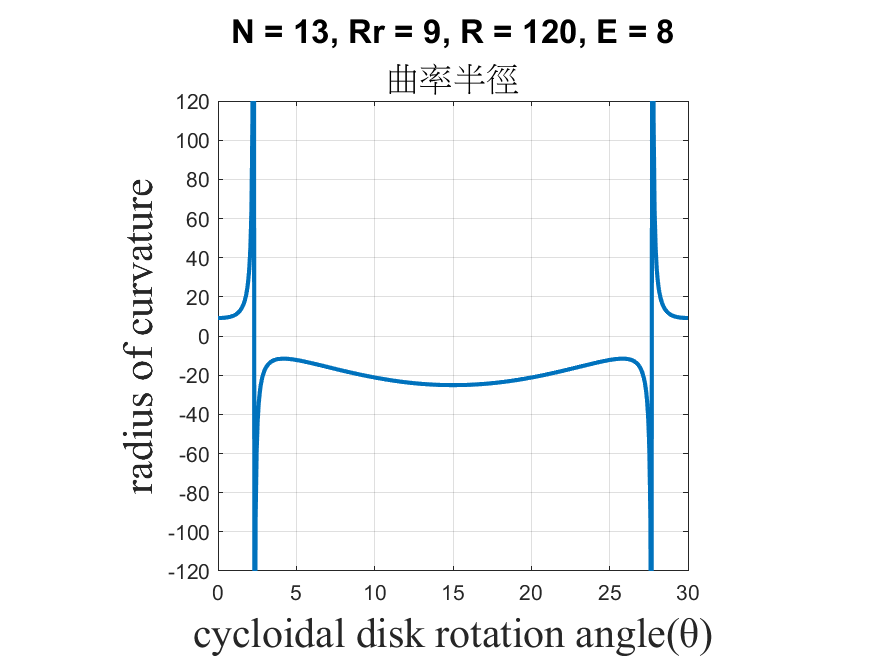 N = 13, Rr = 9, R = 120, E = 8
曲率半徑
120
100
80
60
40
20
0
-20
-40
-60
-80
-100
-120
radius of curvature
0 5 10 15 20 25 30
cycloidal disk rotation angle(θ)